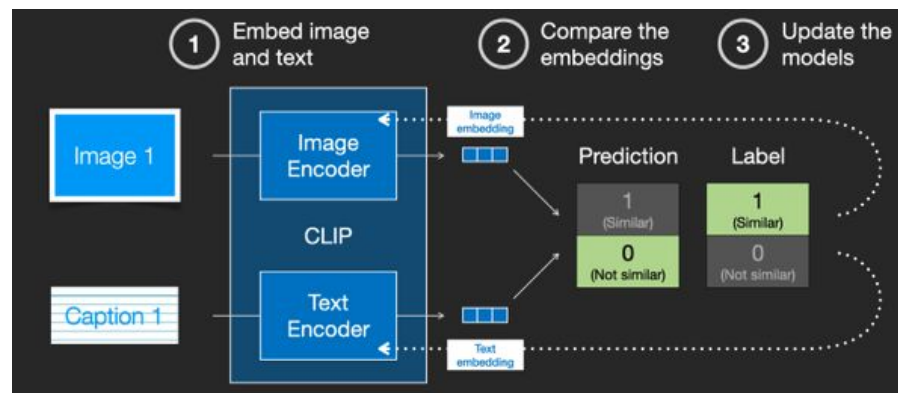 1
Embed image
and text
2
Compare the
embeddings
3
Update the
models
Image 1
Image
Encoder
Image
embedding
Prediction
Label
1
(Similar)
0
(Not similar)
1
(Similar)
0
(Not similar)
CLIP
Caption 1
Text
Encoder
Text
embedding